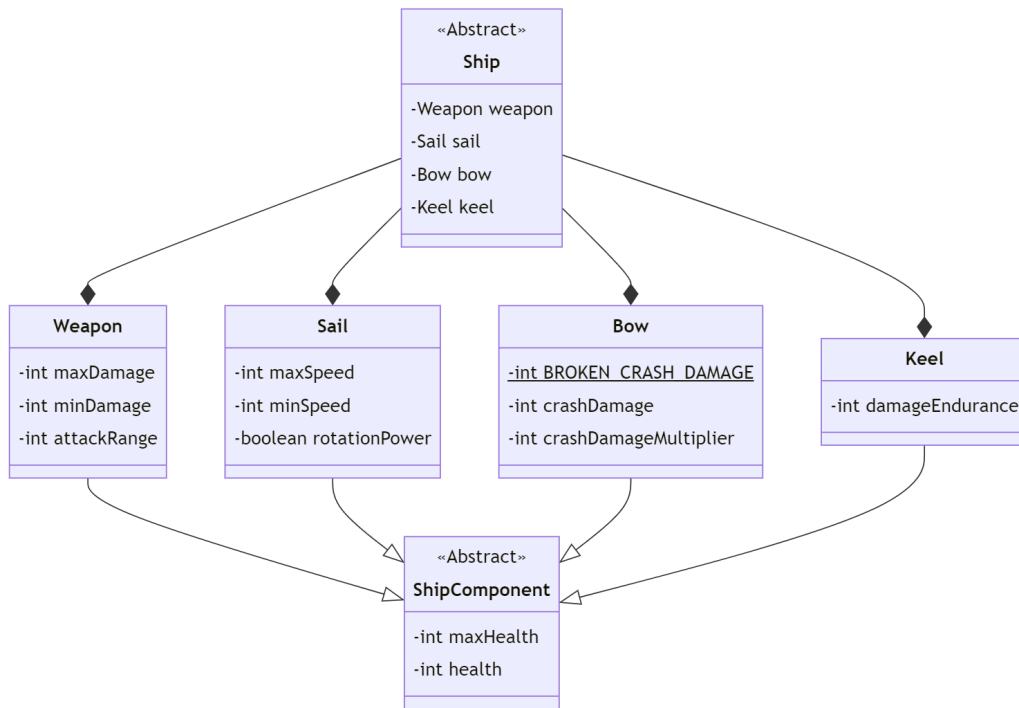 «Abstract»
Ship
-Weapon weapon
-Sail sail
-Bow bow
-Keel keel
Weapon
-int maxDamage
-int minDamage
-int attackRange
Sail
-int maxSpeed
-int minSpeed
-boolean rotationPower
Bow
-int BROKEN_CRASH_DAMAGE
-int crashDamage
-int crashDamageMultiplier
Keel
-int damageEndurance
«Abstract»
ShipComponent
-int maxHealth
-int health